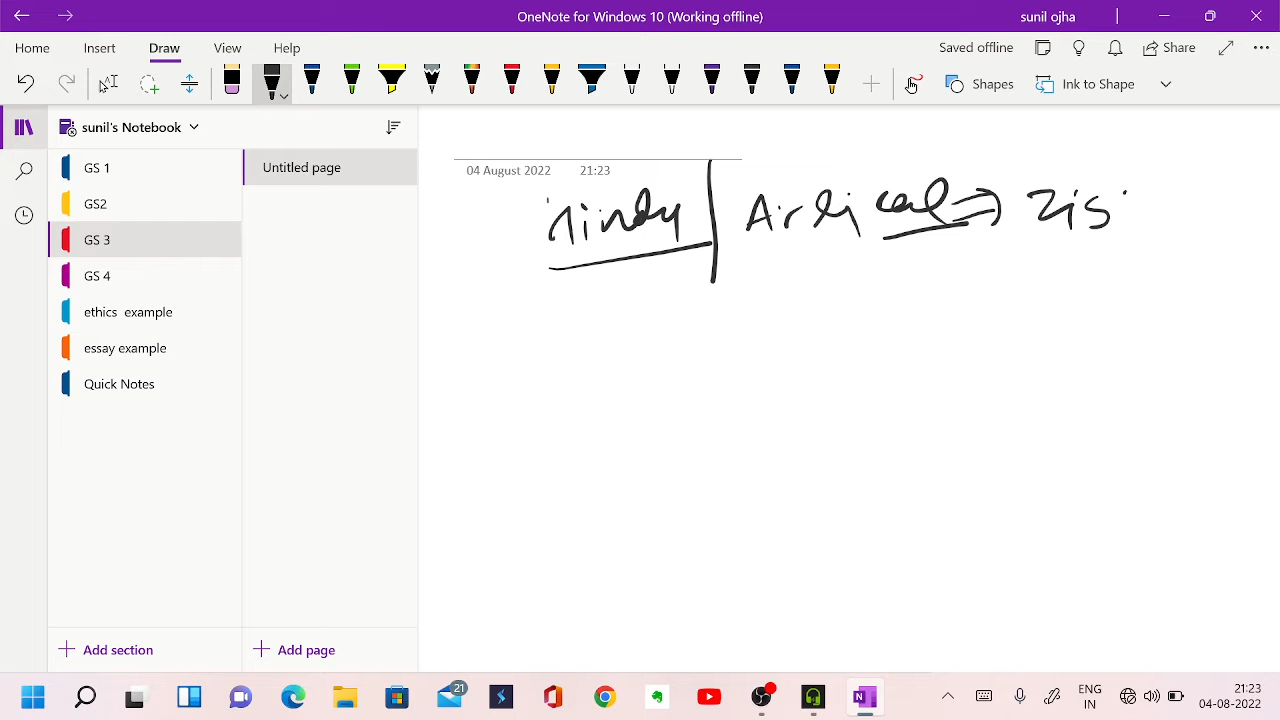 OneNote for Windows 10 (Working offline)
sunil ojha
Home Insert Draw View Help
Saved offline
Share
Shapes
Ink to Shape
sunil's Notebook
GS 1
GS2
GS 3
GS 4
ethics example
essay example
Quick Notes
Add section
Untitled page
Add page
04 August 2022 21:23
21
ENG
IN
21:23
04-08-2022